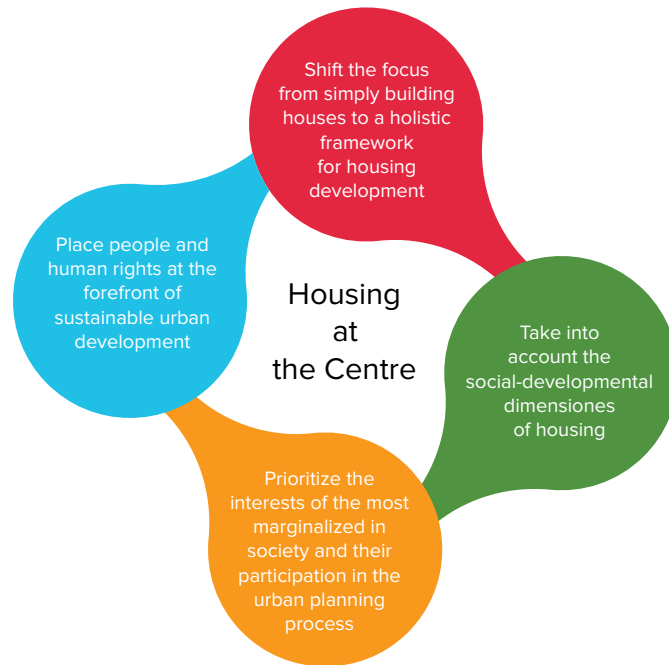 Shift the focus
from simply building
houses to a holistic
framework
for housing
development
Place people and
human rights at the
forefront of
sustainable urban
development
Housing
at
the Centre
Take into
account the
social-developmental
dimensiones
of housing
Prioritize the
interests of the most
marginalized in
society and their
participation in the
urban planning
process